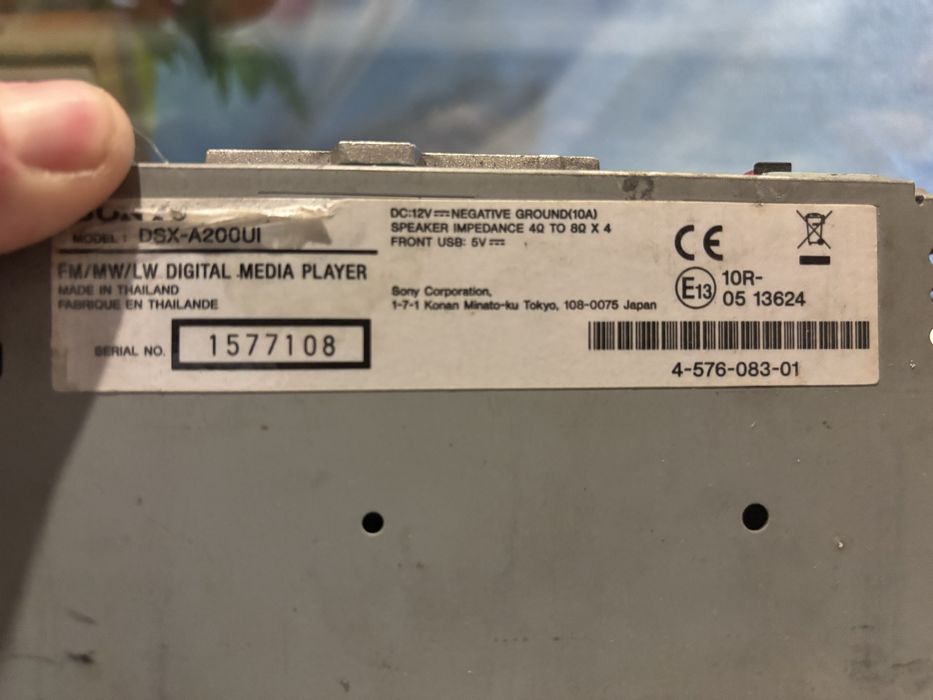 SONY
MODEL : DSX-A200UI
FM/MW/LW DIGITAL MEDIA PLAYER
MADE IN THAILAND
FABRIQUE EN THAILANDE
SERIAL NO. 1577108
DC:12V⎓NEGATIVE GROUND(10A)
SPEAKER IMPEDANCE 4Ω TO 8Ω X 4
FRONT USB: 5V⎓
Sony Corporation,
1-7-1 Konan Minato-ku Tokyo, 108-0075 Japan
CE
E13 10R-
05 13624
4-576-083-01